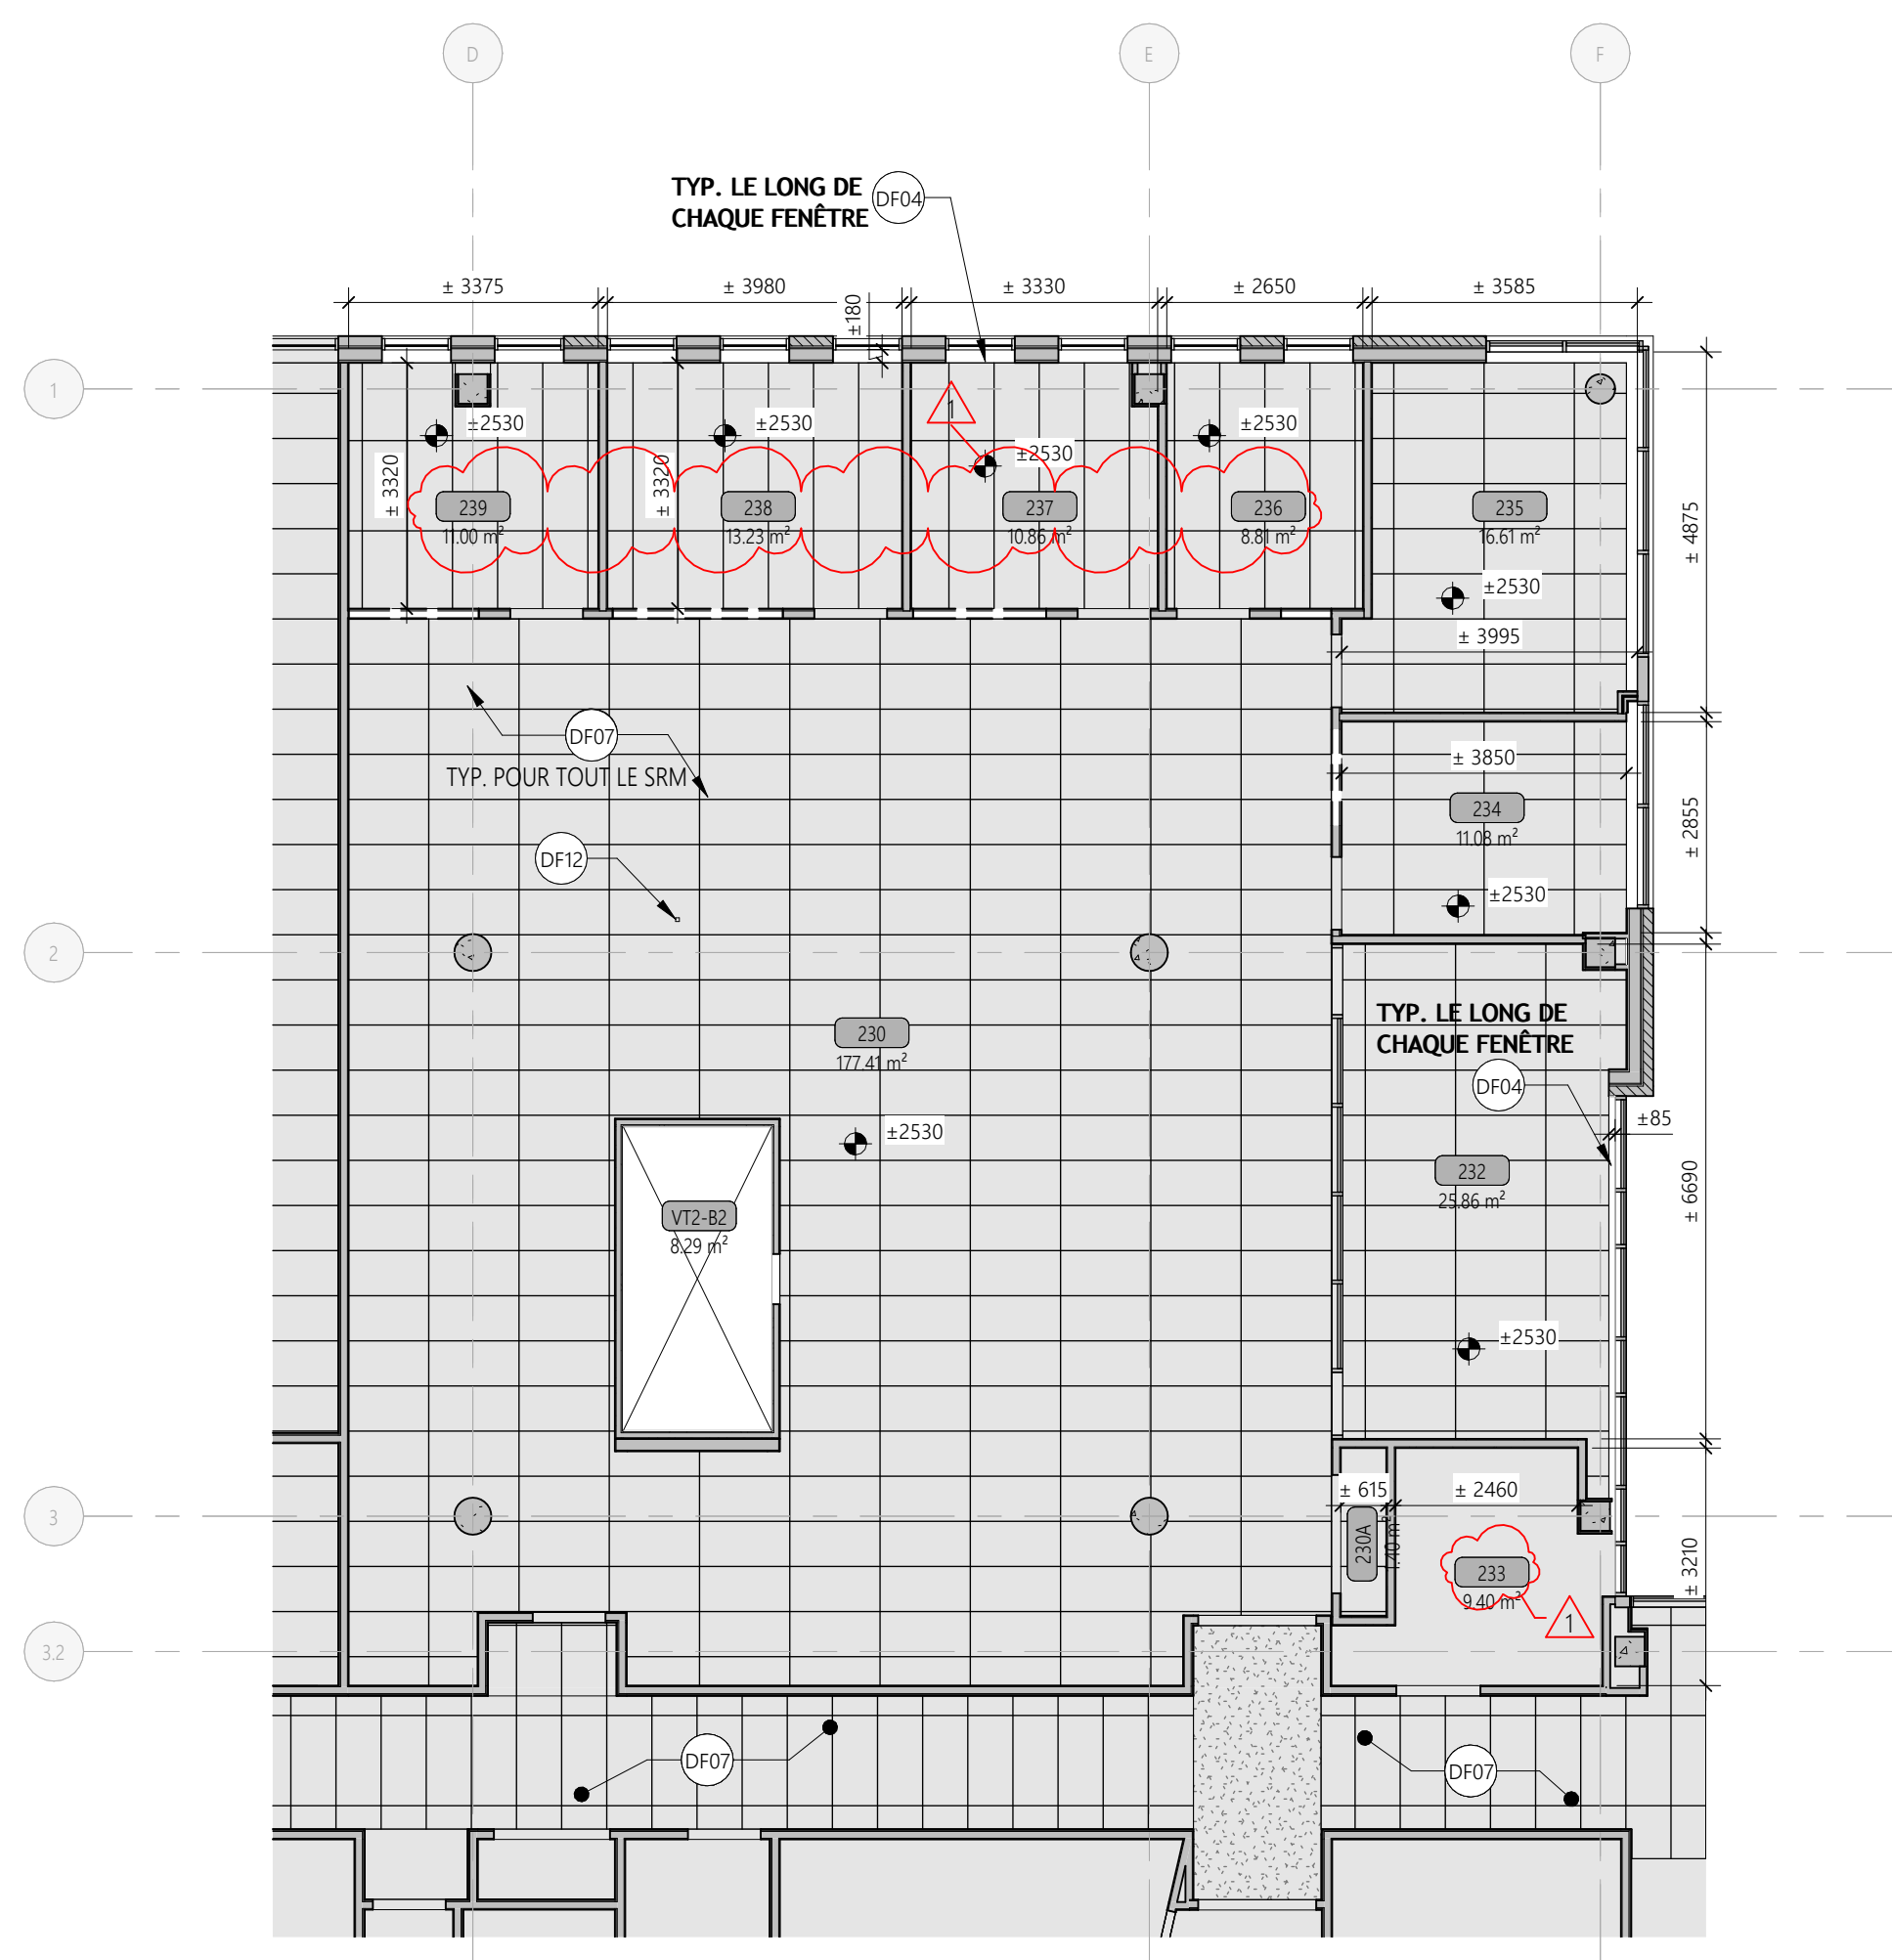 D
E
F
TYP. LE LONG DE
CHAQUE FENÊTRE
DF04
± 3375
± 3980
±180
± 3330
± 2650
± 3585
1
±2530
±2530
1
±2530
±2530
± 3320
± 3320
239
11.00 m²
238
13.23 m²
237
10.86 m²
236
8.81 m²
235
16.61 m²
± 4875
±2530
± 3995
DF07
TYP. POUR TOUT LE SRM
± 3850
234
11.08 m²
± 2855
DF12
±2530
2
TYP. LE LONG DE
CHAQUE FENÊTRE
DF04
230
177.41 m²
±85
±2530
232
25.86 m²
± 6690
VT2-B2
8.29 m²
±2530
± 615
± 2460
3
230A
1.40 m²
233
9.40 m²
1
± 3210
3.2
DF07
DF07